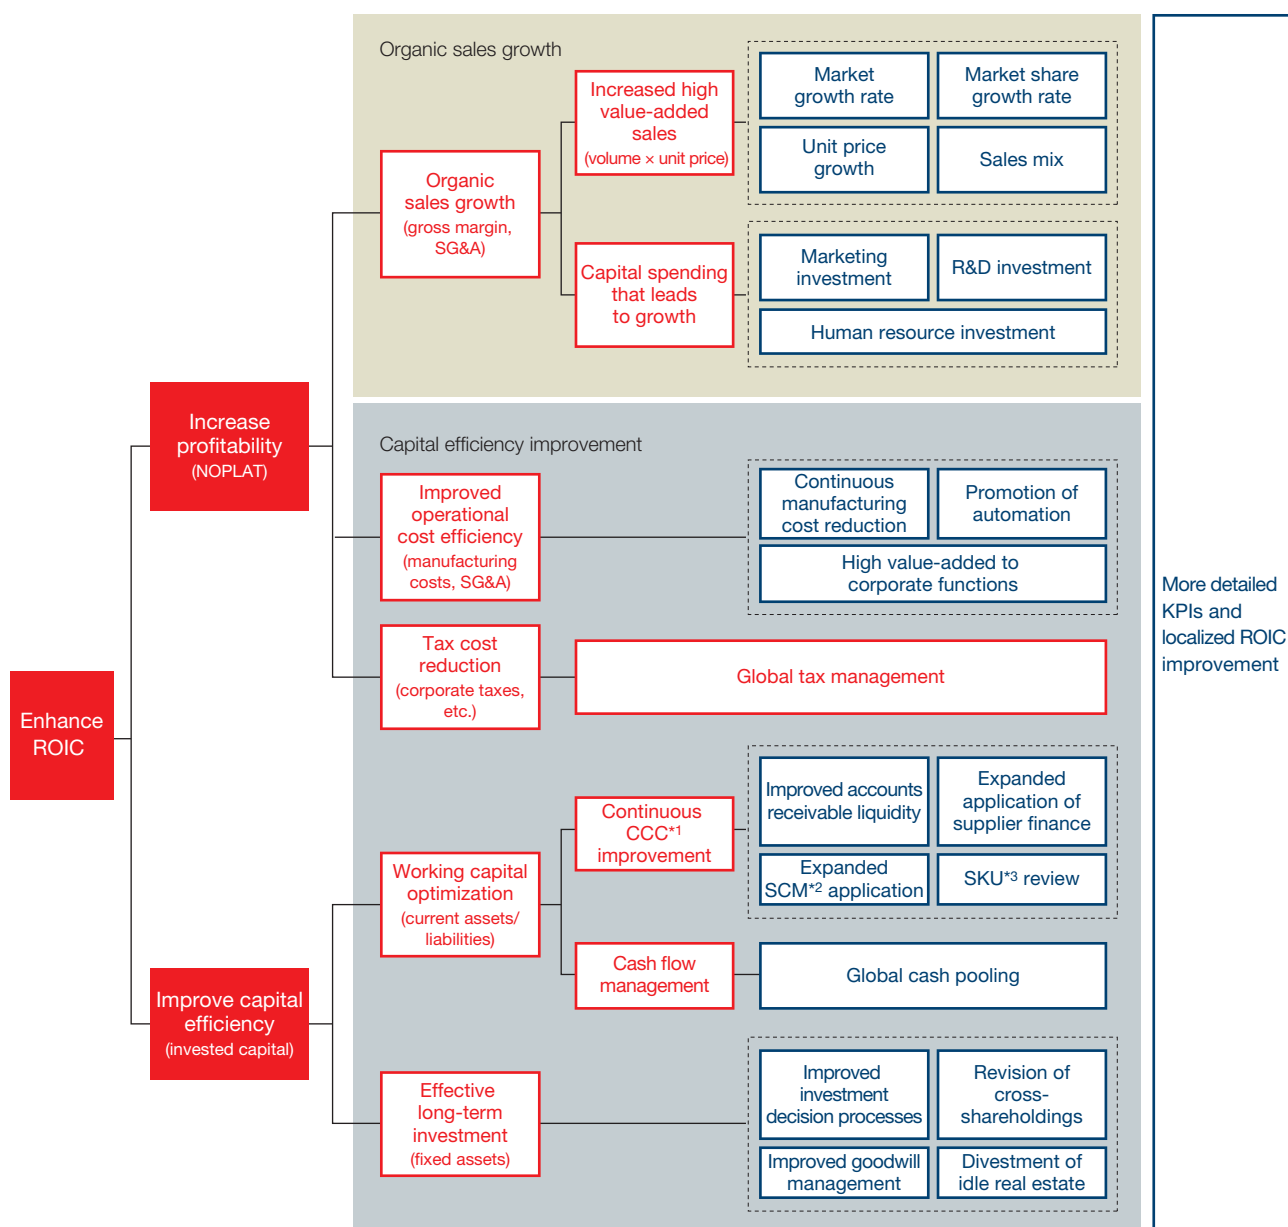 Organic sales growth
Increased high
value-added
sales
(volume × unit price)
Market
growth rate
Market share
growth rate
Unit price
growth
Sales mix
Organic
sales growth
(gross margin,
SG&A)
Capital spending
that leads
to growth
Marketing
investment
R&D investment
Human resource investment
Increase
profitability
(NOPLAT)
Capital efficiency improvement
Improved
operational
cost efficiency
(manufacturing
costs, SG&A)
Continuous
manufacturing
cost reduction
Promotion of
automation
High value-added to
corporate functions
Tax cost
reduction
(corporate taxes,
etc.)
Global tax management
Enhance
ROIC
Continuous
CCC*1
improvement
Improved accounts
receivable liquidity
Expanded
application of
supplier finance
Expanded
SCM*2 application
SKU*3 review
Working capital
optimization
(current assets/
liabilities)
Cash flow
management
Global cash pooling
Improve capital
efficiency
(invested capital)
Effective
long-term
investment
(fixed assets)
Improved
investment
decision processes
Revision of
cross-
shareholdings
Improved goodwill
management
Divestment of
idle real estate
More detailed
KPIs and
localized ROIC
improvement